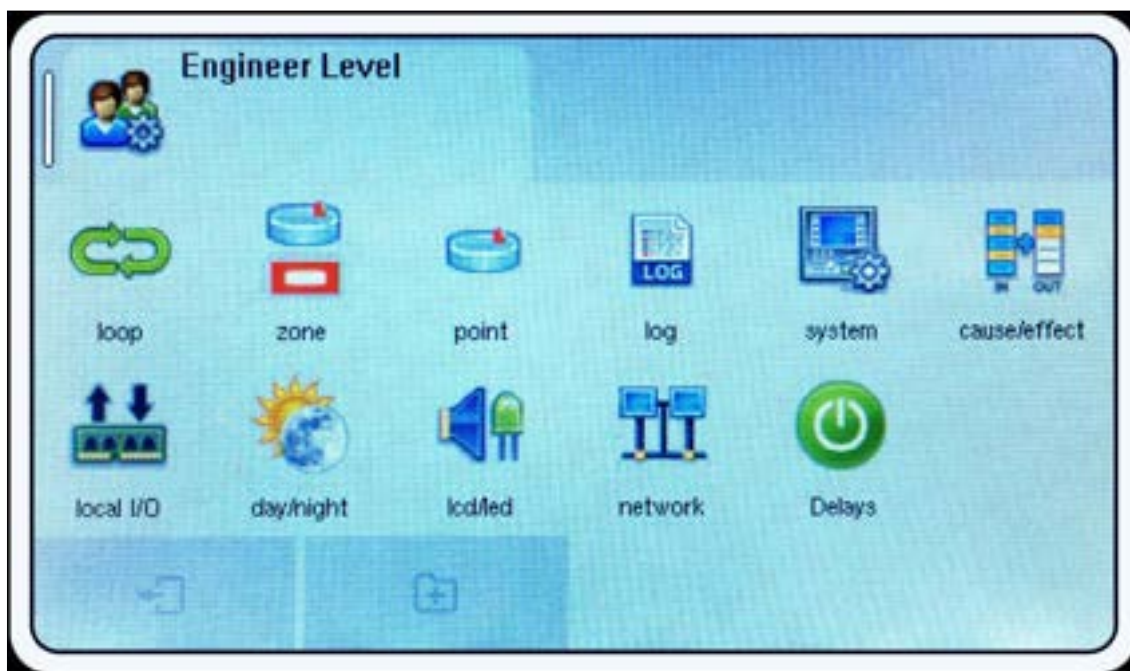 Engineer Level
LOG
IN OUT
loop zone point log system cause/effect
local I/O day/night lcd/led network Delays